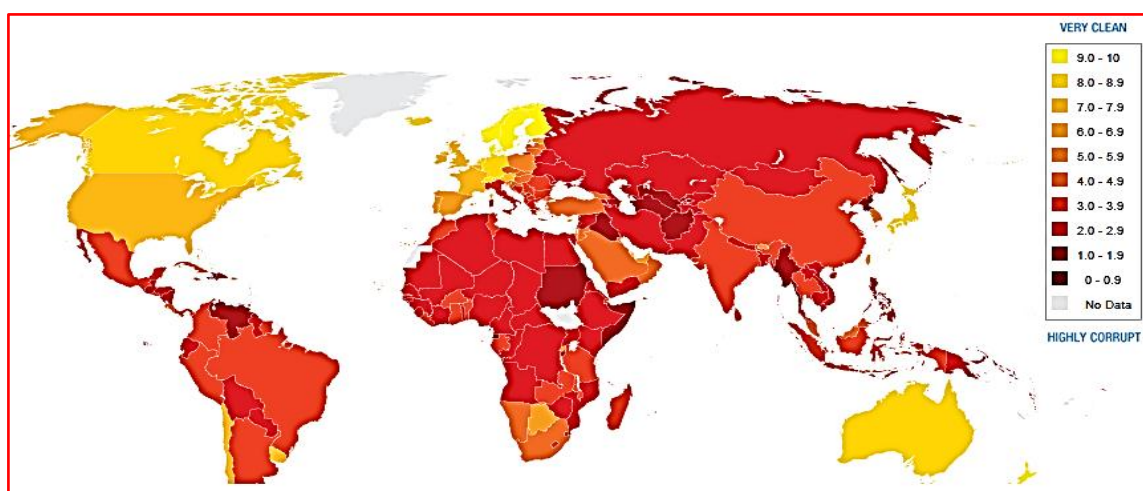 VERY CLEAN
9.0 - 10
8.0 - 8.9
7.0 - 7.9
6.0 - 6.9
5.0 - 5.9
4.0 - 4.9
3.0 - 3.9
2.0 - 2.9
1.0 - 1.9
0 - 0.9
No Data
HIGHLY CORRUPT